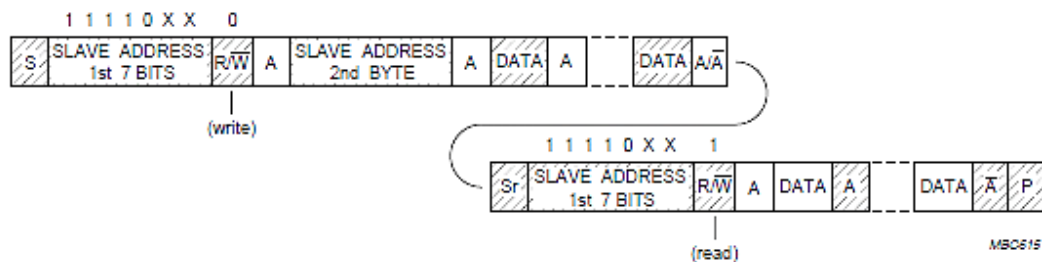 1 1 1 1 0 X X 0
S SLAVE ADDRESS 1st 7 BITS R/W̅ A SLAVE ADDRESS 2nd BYTE A DATA A DATA A/A̅
(write)
1 1 1 1 0 X X 1
Sr SLAVE ADDRESS 1st 7 BITS R/W̅ A DATA A DATA A̅ P
(read)
MBC615